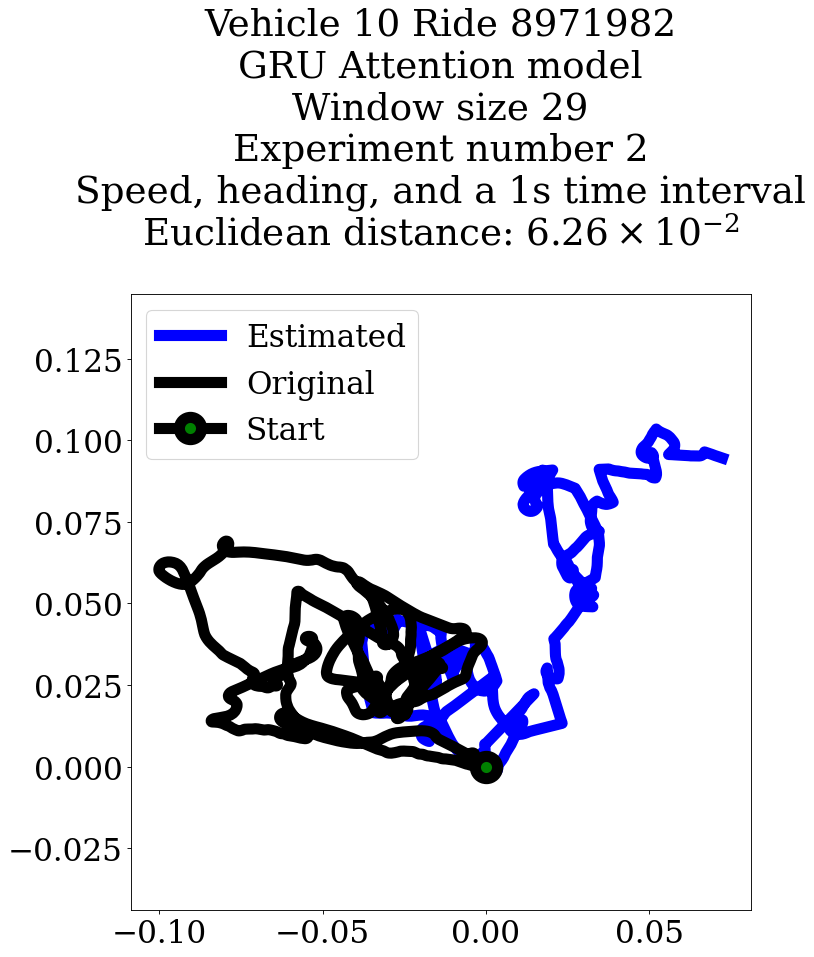 Vehicle 10 Ride 8971982
GRU Attention model
Window size 29
Experiment number 2
Speed, heading, and a 1s time interval
Euclidean distance: 6.26 × 10⁻²
Estimated
Original
Start
0.125
0.100
0.075
0.050
0.025
0.000
−0.025
−0.10
−0.05
0.00
0.05